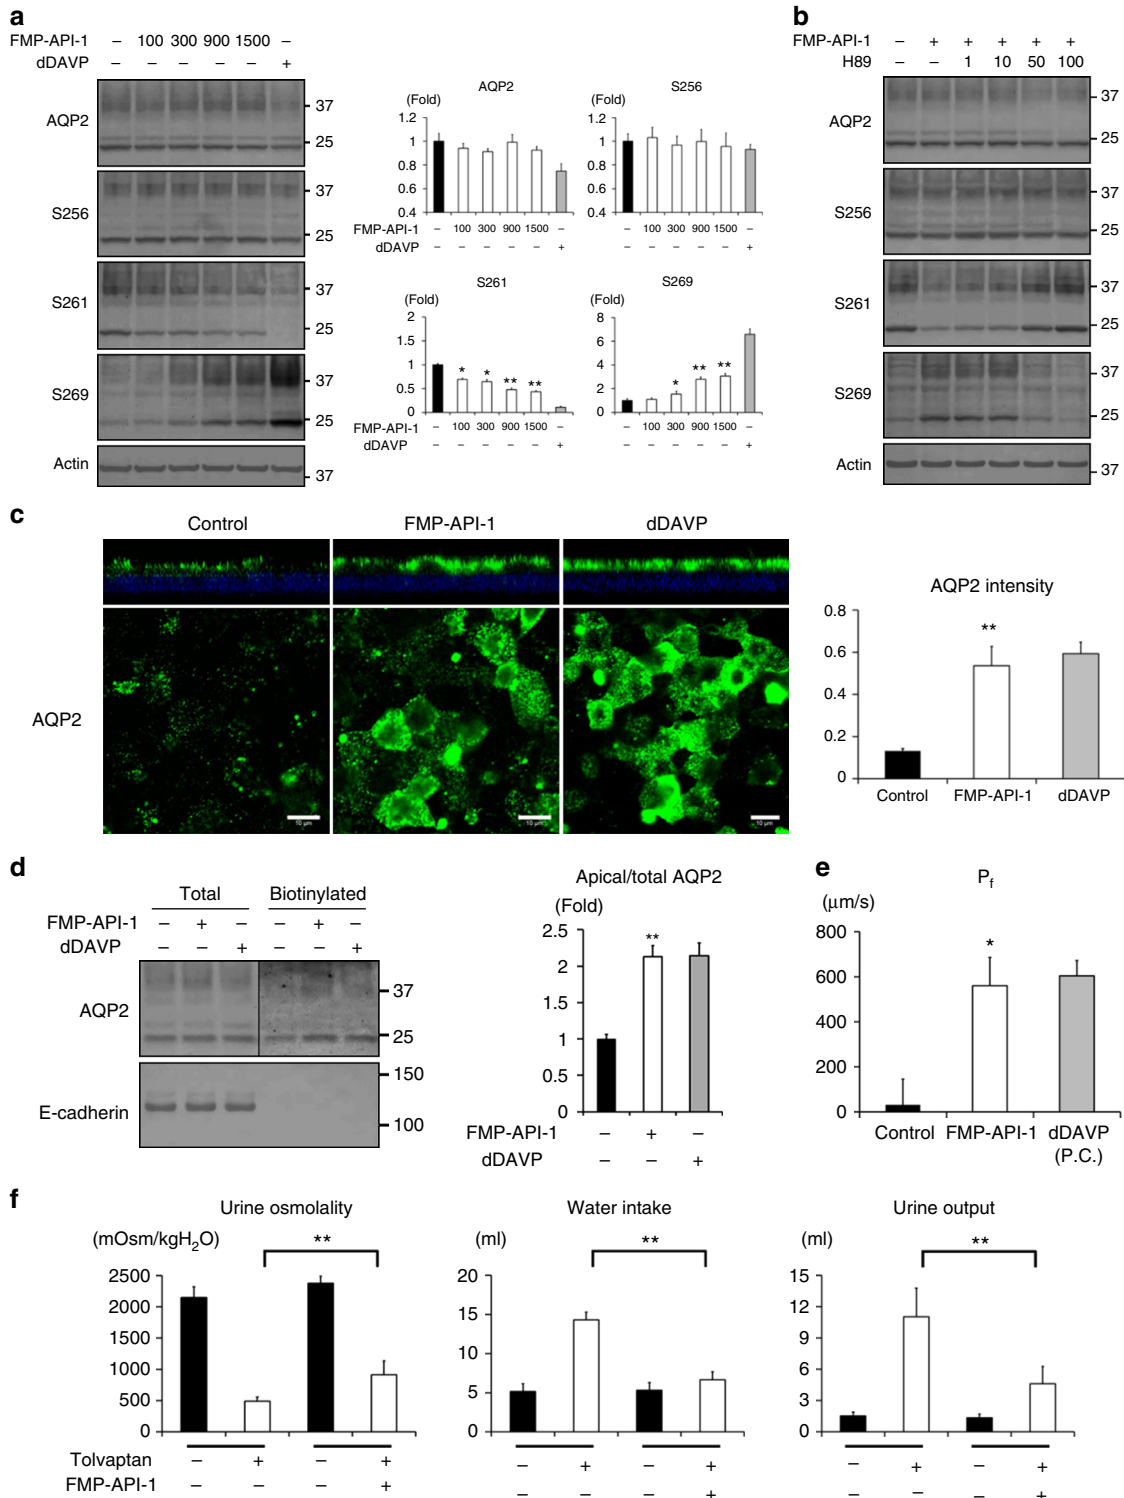 a
FMP-API-1 – 100 300 900 1500 –
dDAVP – – – – – +
AQP2
37
25
S256
37
25
S261
37
25
S269
37
25
Actin
37
AQP2
(Fold)
1.2
1
0.8
0.6
0.4
FMP-API-1 – 100 300 900 1500 –
dDAVP – – – – – +
S256
(Fold)
1.2
1
0.8
0.6
0.4
– 100 300 900 1500 –
– – – – – +
S261
(Fold)
2
1.5
1
0.5
0
* * ** **
FMP-API-1 – 100 300 900 1500 –
dDAVP – – – – – +
S269
(Fold)
8
6
4
2
0
* ** **
– 100 300 900 1500 –
– – – – – +
b
FMP-API-1 – + + + + +
H89 – – 1 10 50 100
AQP2
37
25
S256
37
25
S261
37
25
S269
37
25
Actin
37
c
Control FMP-API-1 dDAVP
AQP2
10 µm
10 µm
10 µm
AQP2 intensity
0.8
0.6
0.4
0.2
0
**
Control FMP-API-1 dDAVP
d
Total Biotinylated
FMP-API-1 – + – – + –
dDAVP – – + – – +
AQP2
37
25
E-cadherin
150
100
Apical/total AQP2
(Fold)
2.5
2
1.5
1
0.5
0
**
FMP-API-1 – + –
dDAVP – – +
e
Pf
(µm/s)
800
600
400
200
0
*
Control FMP-API-1 dDAVP
(P.C.)
f
Urine osmolality
(mOsm/kgH₂O)
2500
2000
1500
1000
500
0
**
Tolvaptan – + – +
FMP-API-1 – – – +
Water intake
(ml)
20
15
10
5
0
**
– + – +
– – – +
Urine output
(ml)
15
12
9
6
3
0
**
– + – +
– – – +